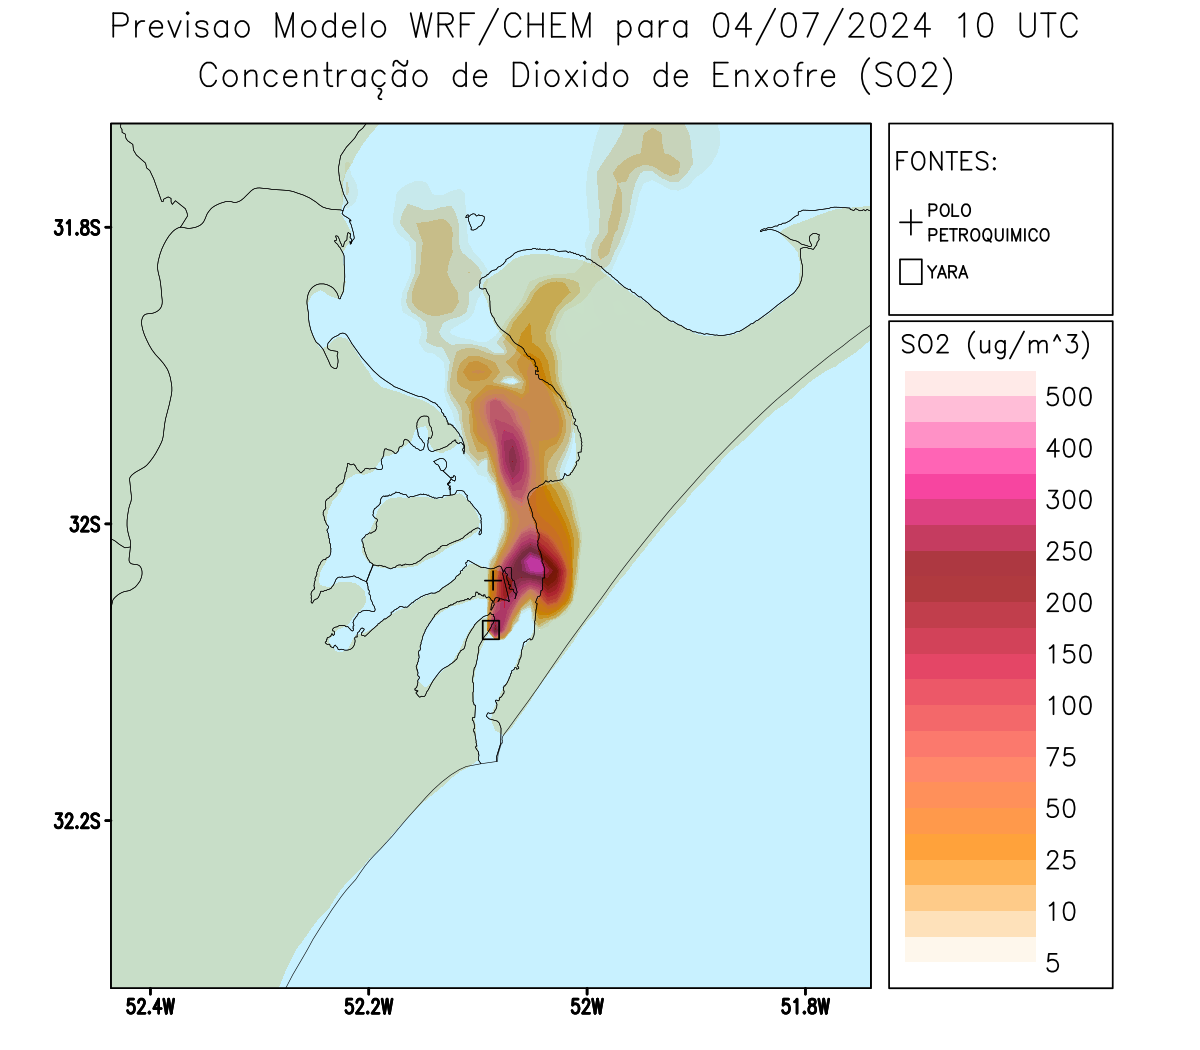 Previsao Modelo WRF/CHEM para 04/07/2024 10 UTC
Concentração de Dioxido de Enxofre (SO2)
FONTES:
POLO
PETROQUIMICO
YARA
SO2 (ug/m^3)
500
400
300
250
200
150
100
75
50
25
10
5
31.8S
32S
32.2S
52.4W
52.2W
52W
51.8W